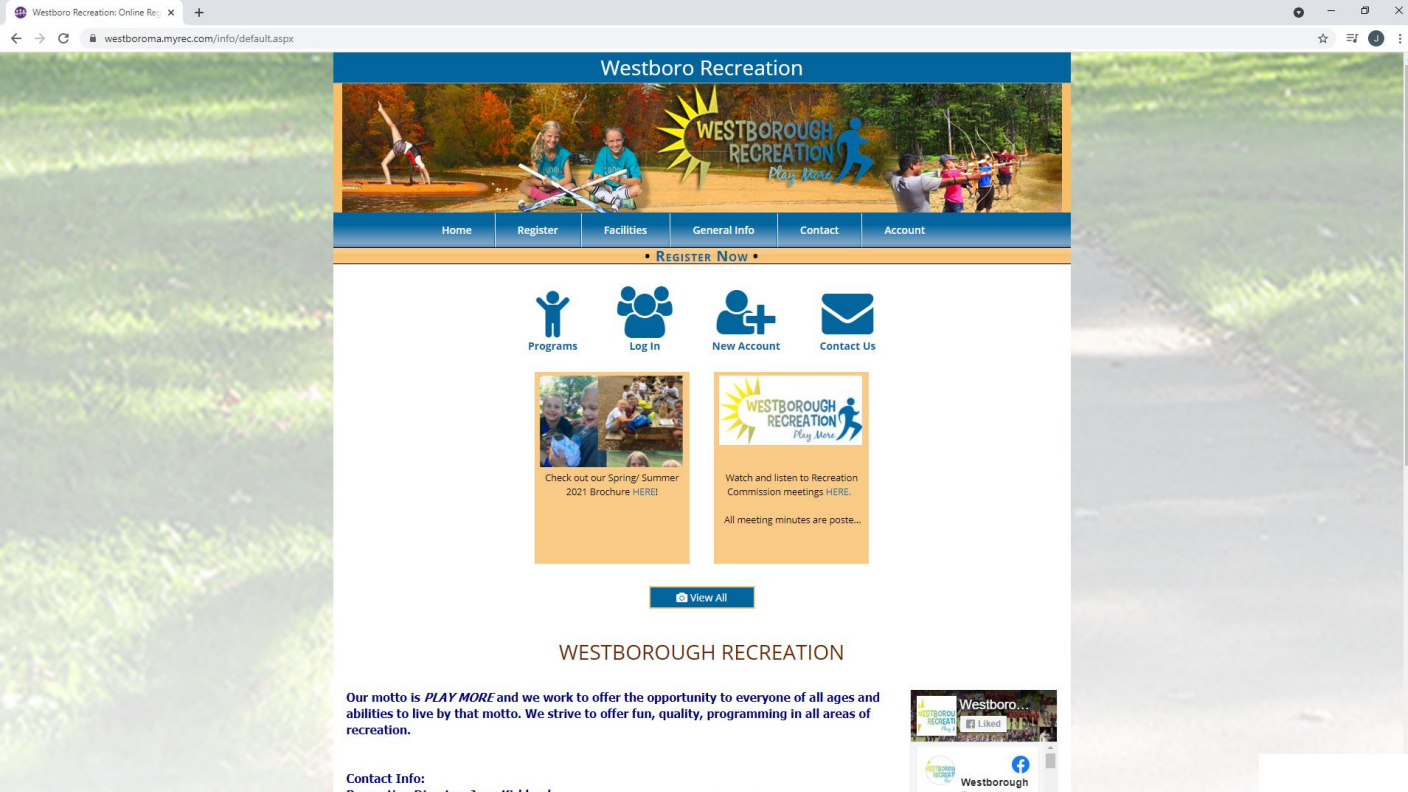 Westboro Recreation: Online Reg
westboroma.myrec.com/info/default.aspx
J
Westboro Recreation
WESTBOROUGH
RECREATION
Play More
Home Register Facilities General Info Contact Account
• Register Now •
Programs Log In New Account Contact Us
Check out our Spring/ Summer
2021 Brochure HERE!
WESTBOROUGH
RECREATION
Play More
Watch and listen to Recreation
Commission meetings HERE.
All meeting minutes are poste...
View All
WESTBOROUGH RECREATION
Our motto is PLAY MORE and we work to offer the opportunity to everyone of all ages and
abilities to live by that motto. We strive to offer fun, quality, programming in all areas of
recreation.
Contact Info:
Westboro...
Liked
Westborough